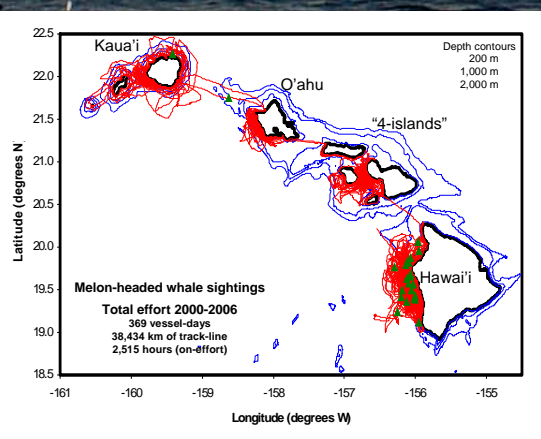 22.5
22.0
21.5
21.0
20.5
20.0
19.5
19.0
18.5
Latitude (degrees N)
Kaua'i
O'ahu
"4-islands"
Hawai'i
Depth contours
200 m
1,000 m
2,000 m
Melon-headed whale sightings
Total effort 2000-2006
369 vessel-days
38,434 km of track-line
2,515 hours (on-effort)
-161
-160
-159
-158
-157
-156
-155
Longitude (degrees W)